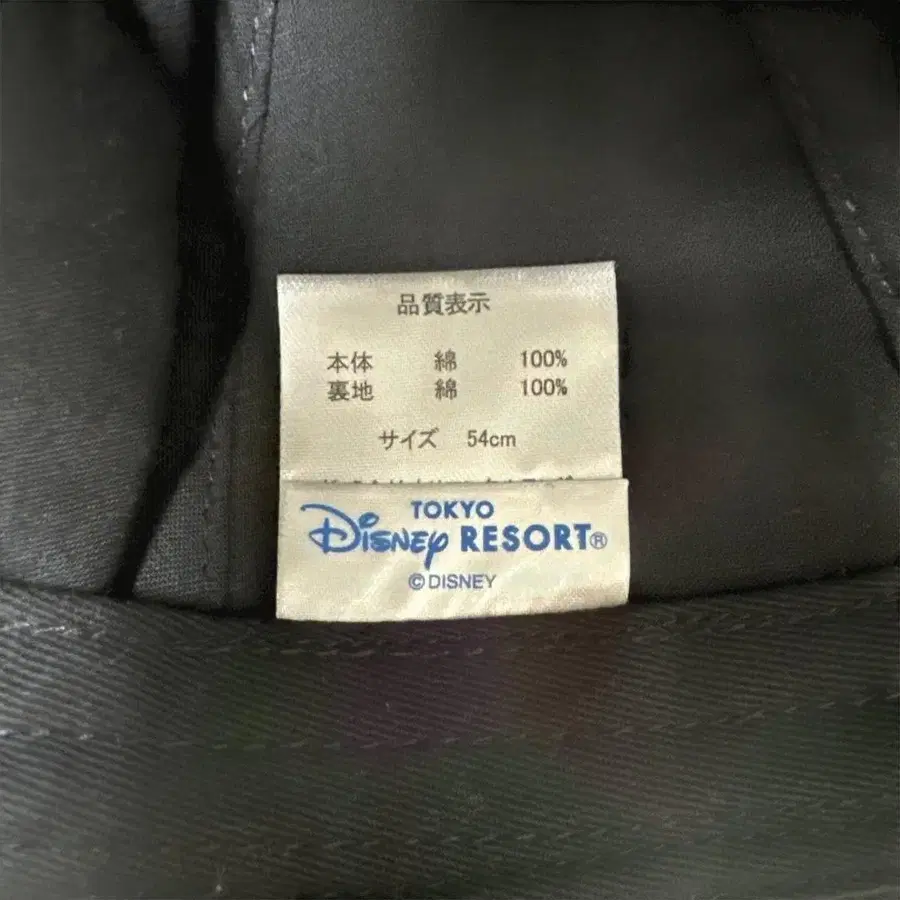 品質表示
本体 綿 100%
裏地 綿 100%
サイズ 54cm
TOKYO
Disney RESORT®
© DISNEY